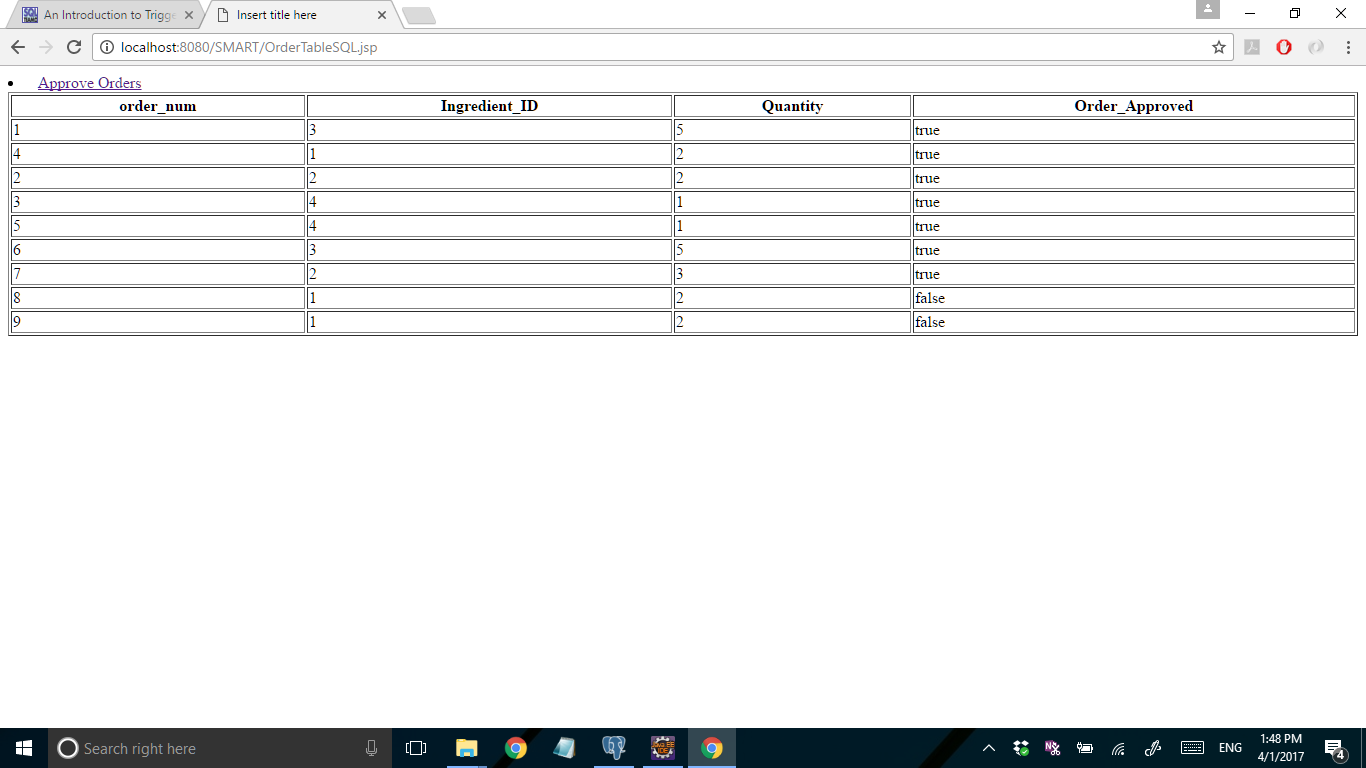 An Introduction to Trigge
Insert title here
localhost:8080/SMART/OrderTableSQL.jsp
Approve Orders
order_num Ingredient_ID Quantity Order_Approved
1 3 5 true
4 1 2 true
2 2 2 true
3 4 1 true
5 4 1 true
6 3 5 true
7 2 3 true
8 1 2 false
9 1 2 false
Search right here
ENG
1:48 PM
4/1/2017
4